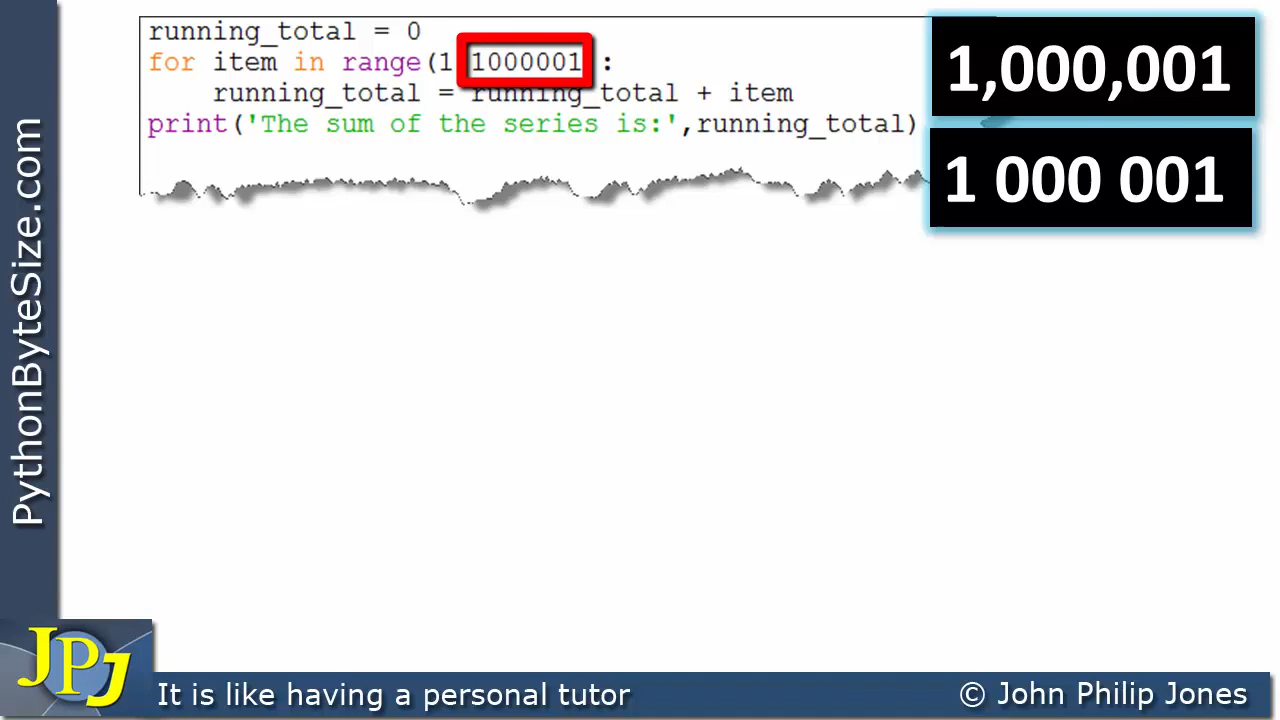 running_total = 0
for item in range(1 1000001 :
running_total = running_total + item
print('The sum of the series is:',running_total)
1,000,001
1 000 001
PythonByteSize.com
JPJ
It is like having a personal tutor
© John Philip Jones